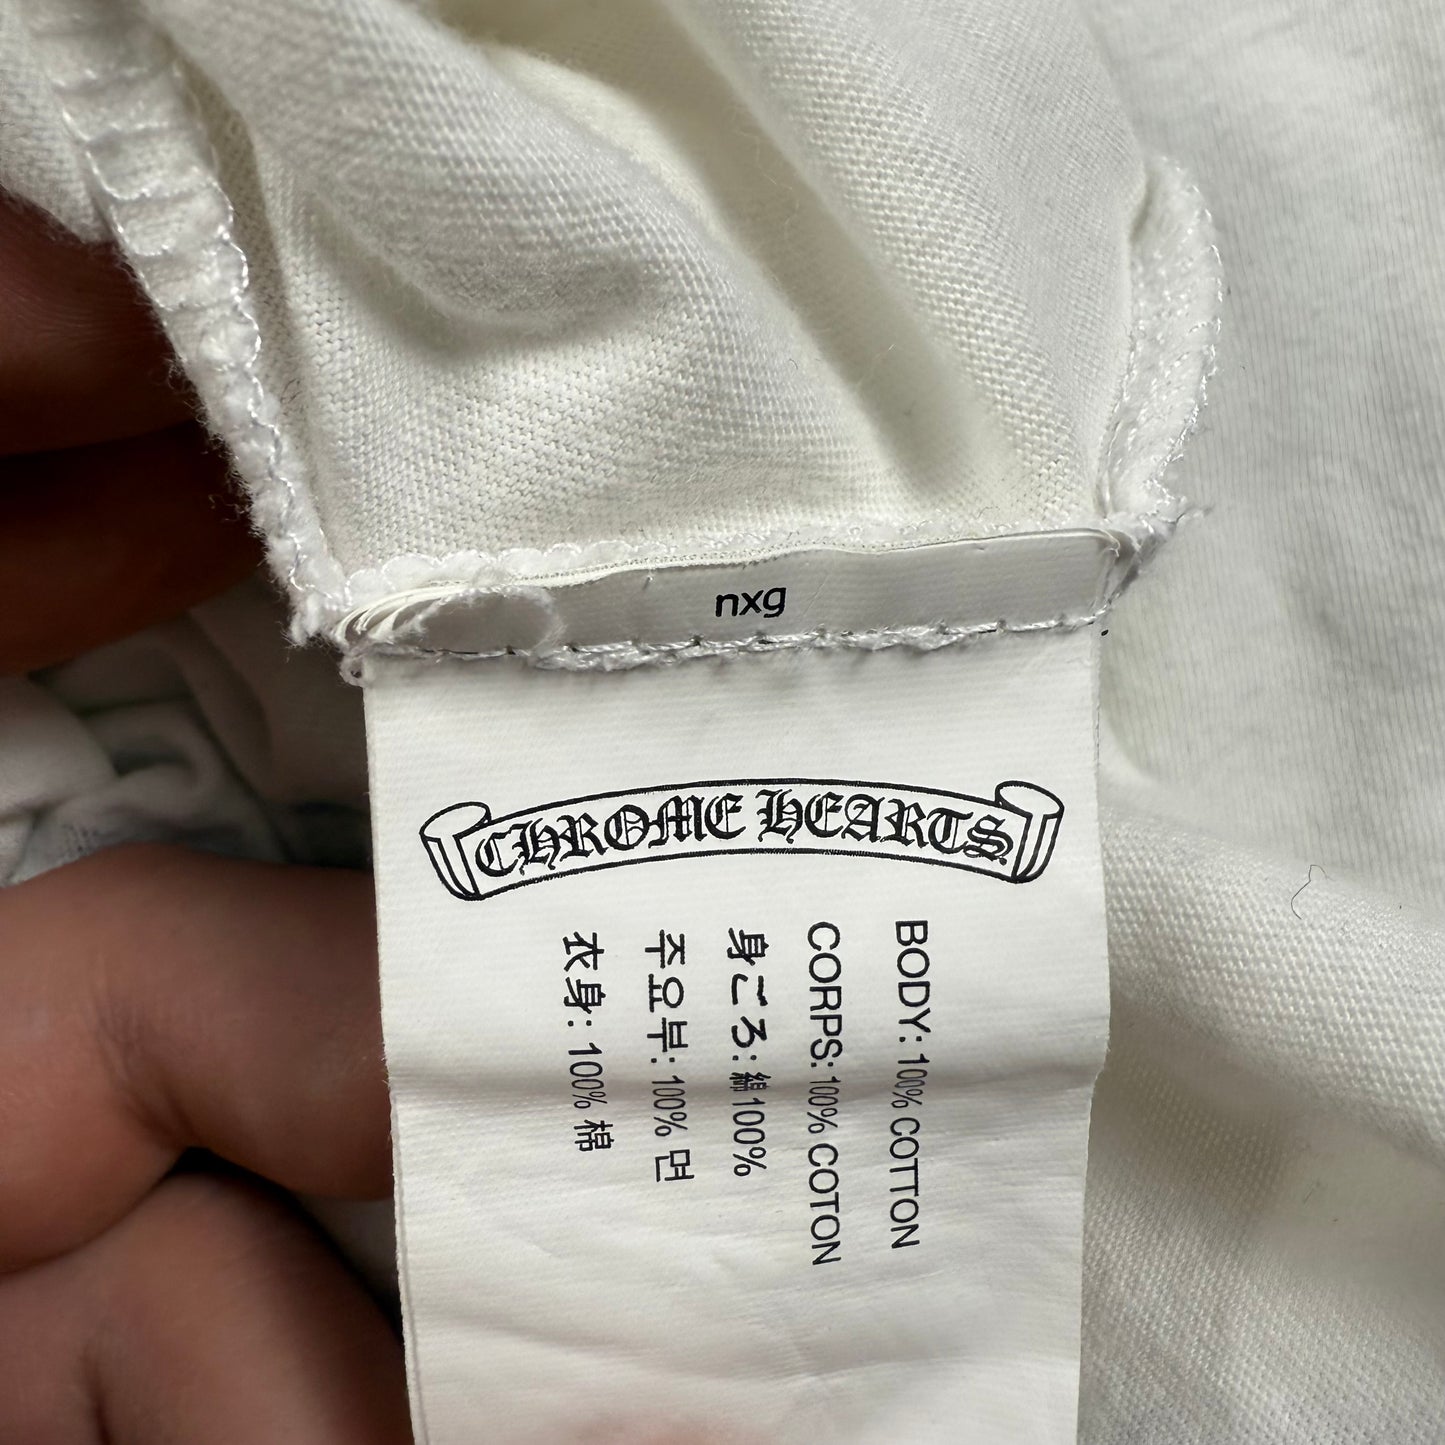 nxg
CHROME HEARTS
BODY: 100% COTTON
CORPS: 100% COTON
身ごろ: 綿100%
주요부: 100% 면
衣身: 100% 棉